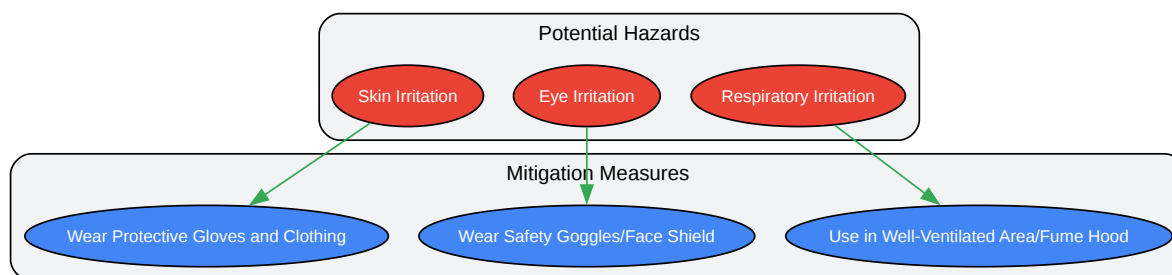 Potential Hazards
Skin Irritation
Eye Irritation
Respiratory Irritation
Mitigation Measures
Wear Protective Gloves and Clothing
Wear Safety Goggles/Face Shield
Use in Well-Ventilated Area/Fume Hood